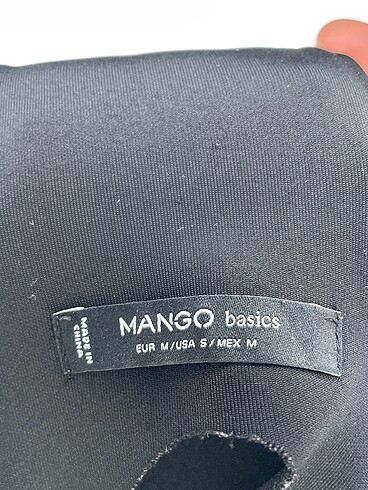 MANGO basics
EUR M/USA S/MEX M
MADE IN
CHINA